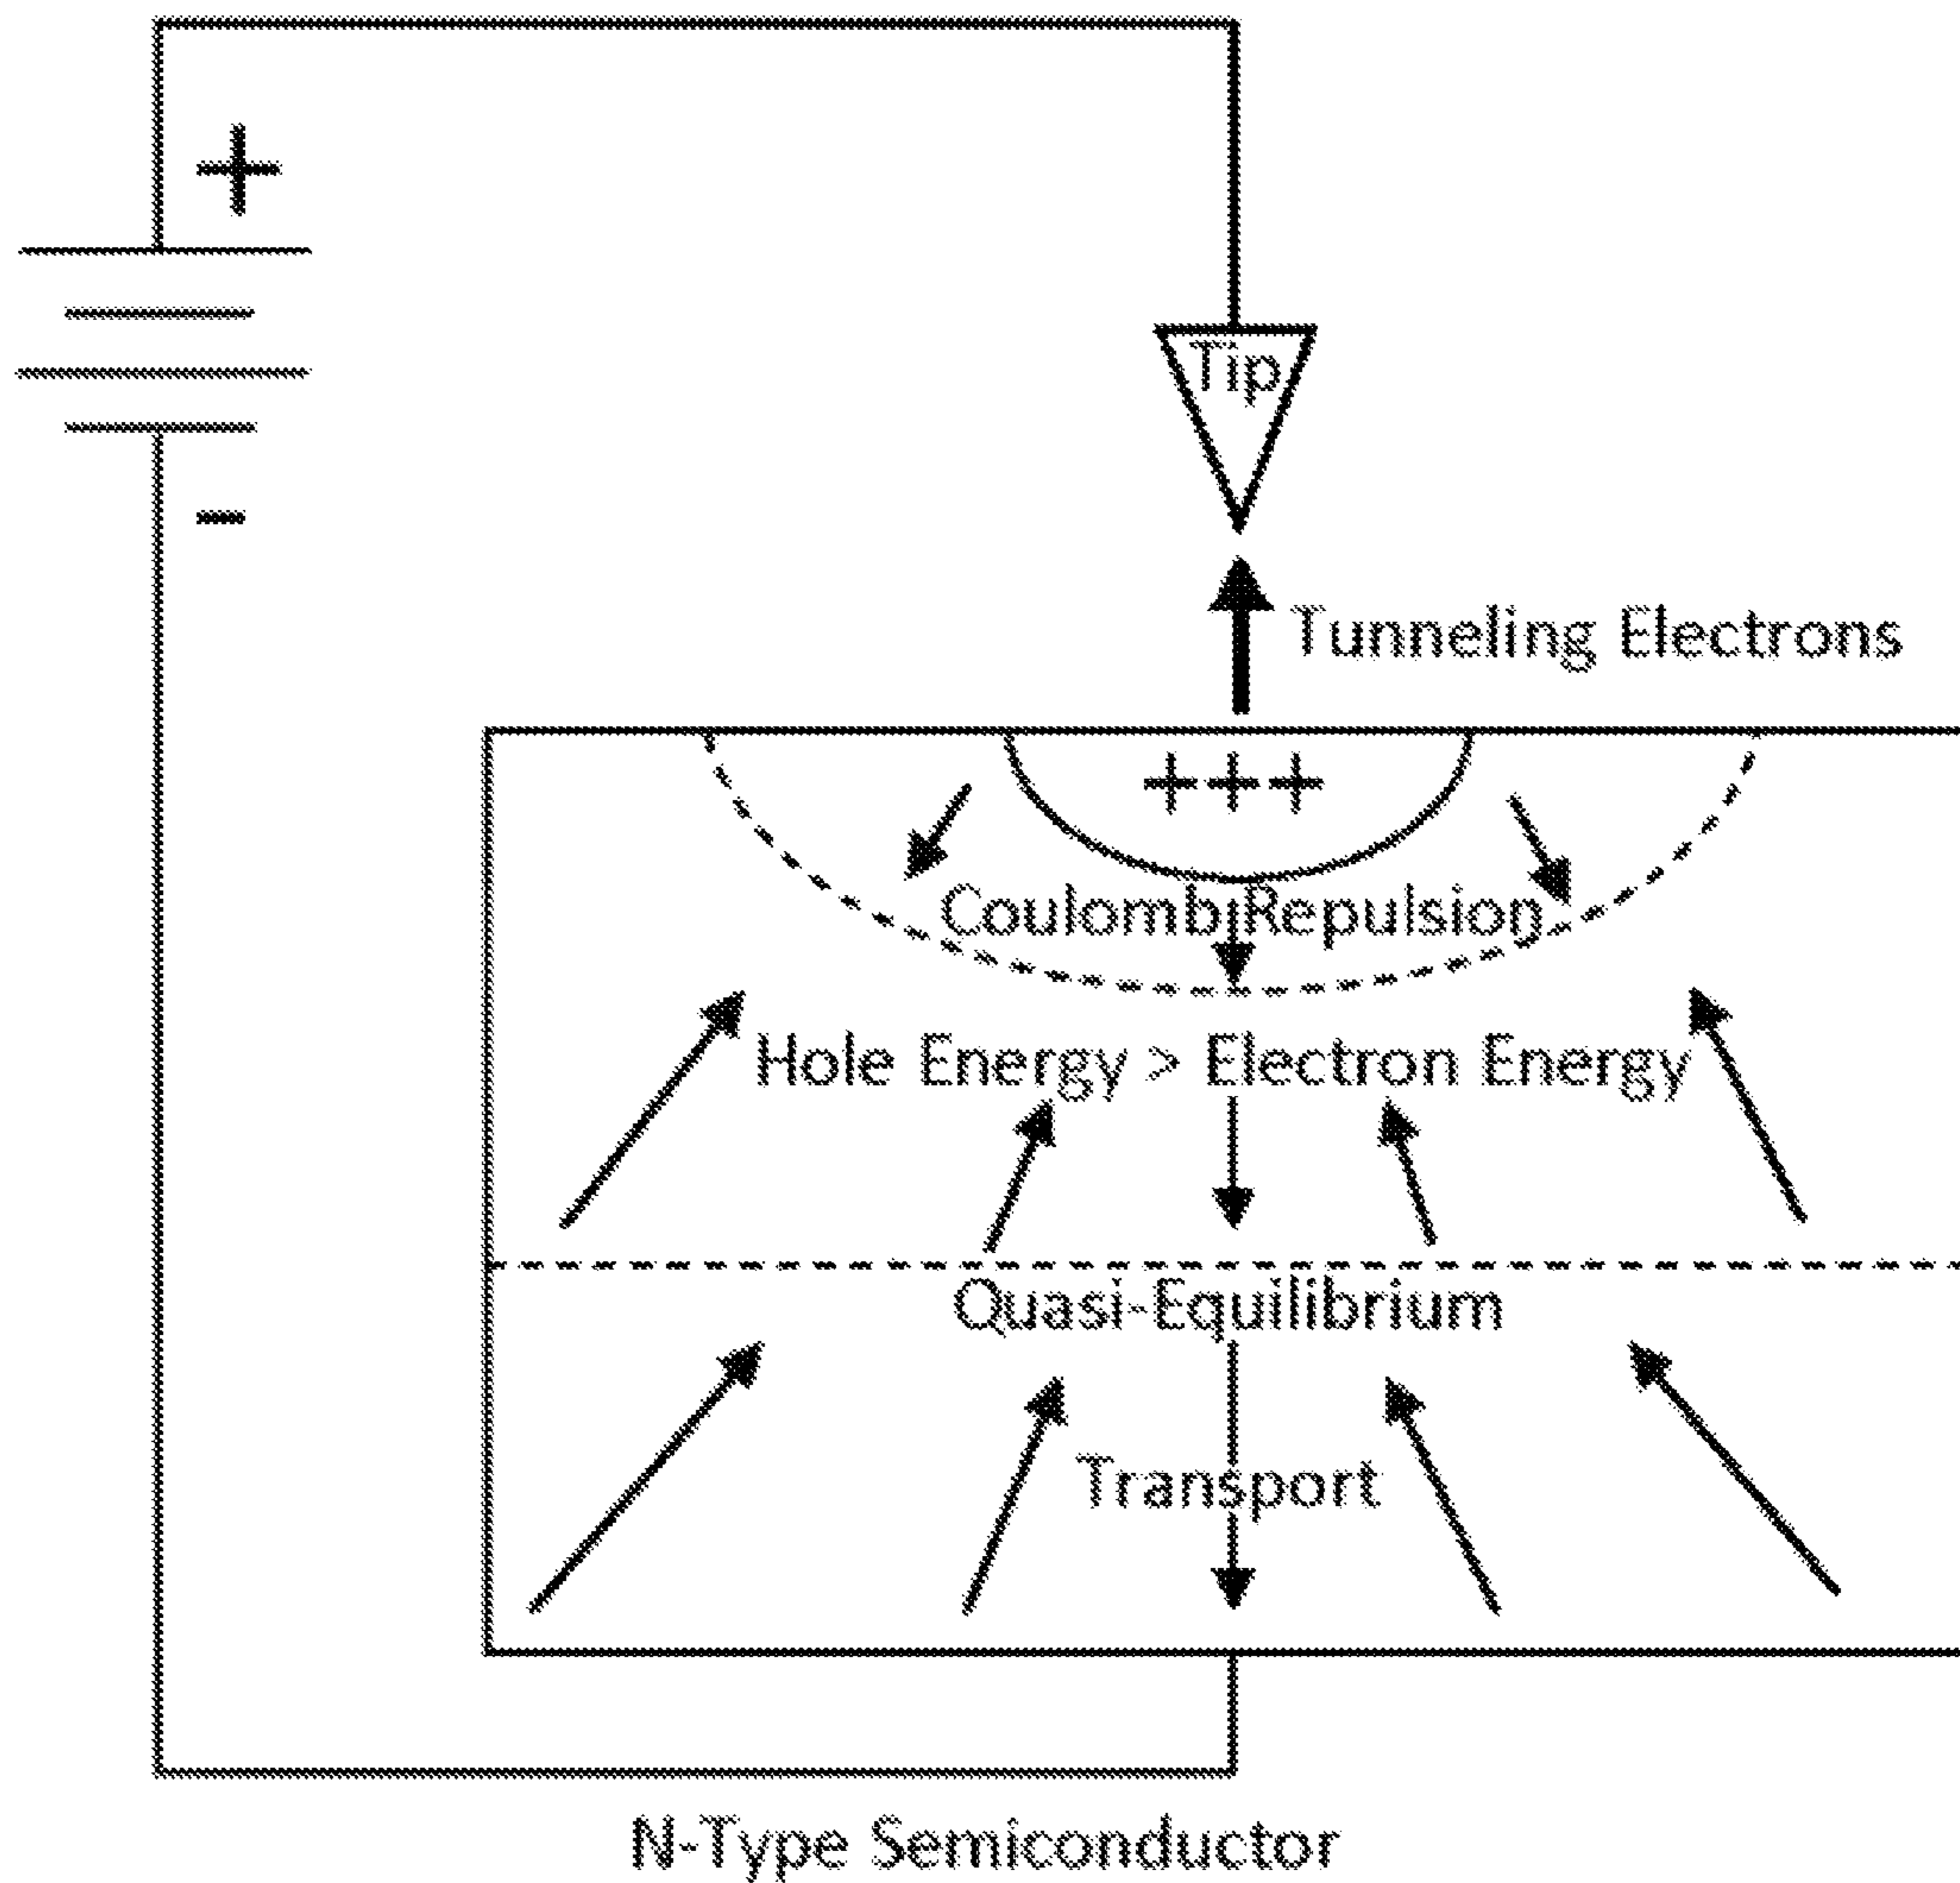 +
-
Tip
Tunneling Electrons
+++
Coulomb Repulsion
Hole Energy > Electron Energy
Quasi-Equilibrium
Transport
N-Type Semiconductor